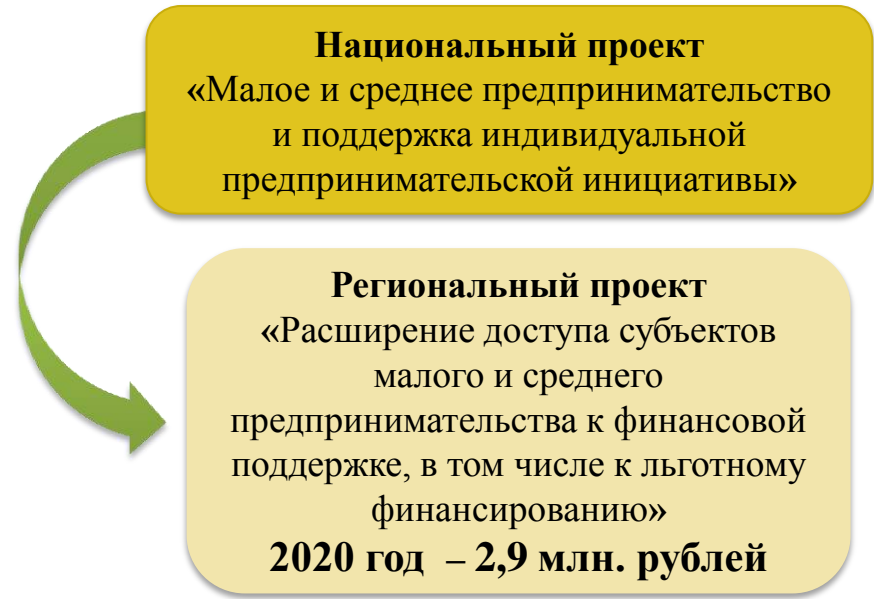 Национальный проект
«Малое и среднее предпринимательство
и поддержка индивидуальной
предпринимательской инициативы»
Региональный проект
«Расширение доступа субъектов
малого и среднего
предпринимательства к финансовой
поддержке, в том числе к льготному
финансированию»
2020 год – 2,9 млн. рублей